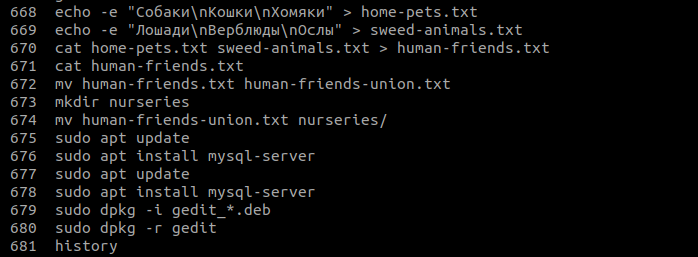 668 echo -e "Собаки\nКошки\nХомяки" > home-pets.txt
669 echo -e "Лошади\nВерблюды\nОслы" > sweed-animals.txt
670 cat home-pets.txt sweed-animals.txt > human-friends.txt
671 cat human-friends.txt
672 mv human-friends.txt human-friends-union.txt
673 mkdir nurseries
674 mv human-friends-union.txt nurseries/
675 sudo apt update
676 sudo apt install mysql-server
677 sudo apt update
678 sudo apt install mysql-server
679 sudo dpkg -i gedit_*.deb
680 sudo dpkg -r gedit
681 history